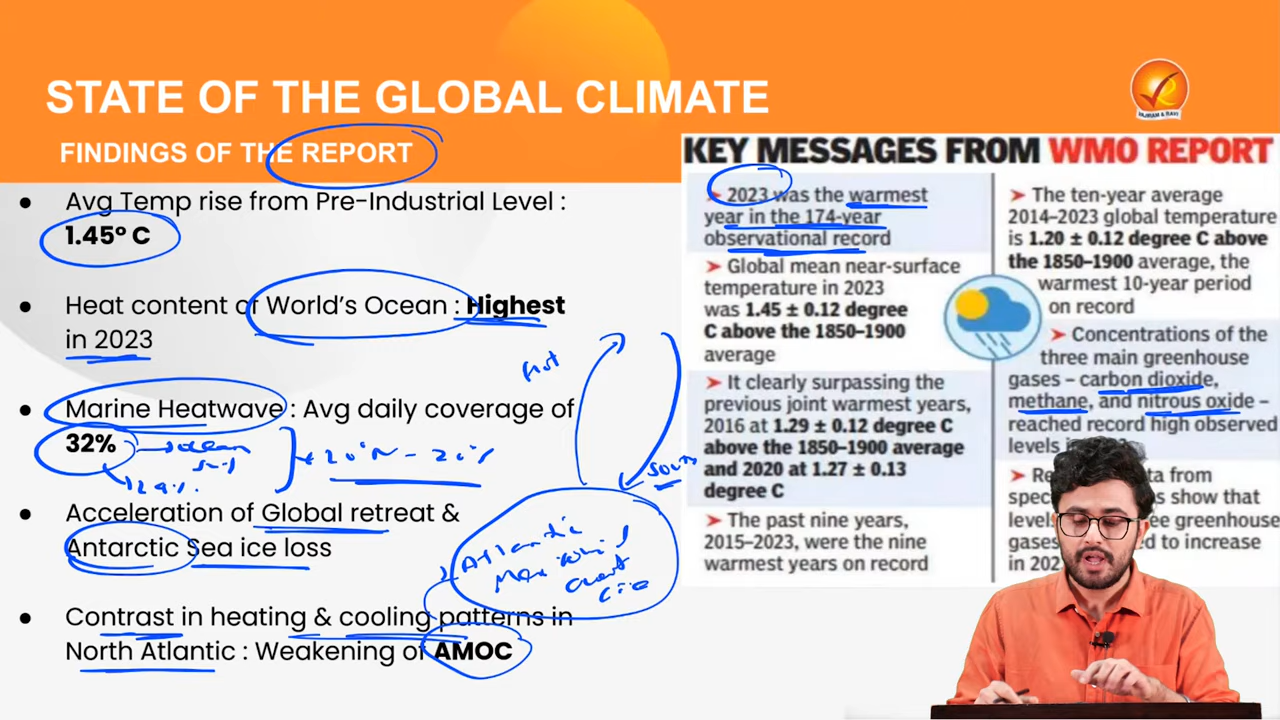 STATE OF THE GLOBAL CLIMATE
FINDINGS OF THE REPORT
● Avg Temp rise from Pre-Industrial Level :
1.45° C
● Heat content of World's Ocean : Highest
in 2023
● Marine Heatwave : Avg daily coverage of
32%
● Acceleration of Global retreat &
Antarctic Sea ice loss
● Contrast in heating & cooling patterns in
North Atlantic : Weakening of AMOC
Hot
South
Atlantic
KEY MESSAGES FROM WMO REPORT
➤ 2023 was the warmest
year in the 174-year
observational record
➤ Global mean near-surface
temperature in 2023
was 1.45 ± 0.12 degree
C above the 1850–1900
average
➤ It clearly surpassing the
previous joint warmest years,
2016 at 1.29 ± 0.12 degree C
above the 1850–1900 average
and 2020 at 1.27 ± 0.13
degree C
➤ The past nine years,
2015–2023, were the nine
warmest years on record
➤ The ten-year average
2014–2023 global temperature
is 1.20 ± 0.12 degree C above
the 1850–1900 average, the
warmest 10-year period
on record
➤ Concentrations of the
three main greenhouse
gases – carbon dioxide,
methane, and nitrous oxide –
reached record high observed
levels
from
show that
greenhouse
gases to increase
in